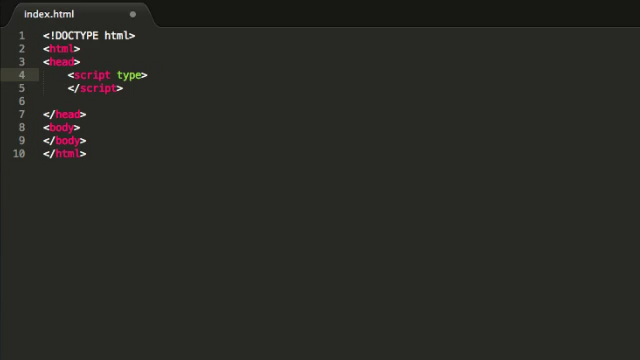 index.html
1 <!DOCTYPE html>
2 <html>
3 <head>
4     <script type>
5     </script>
6
7 </head>
8 <body>
9 </body>
10 </html>